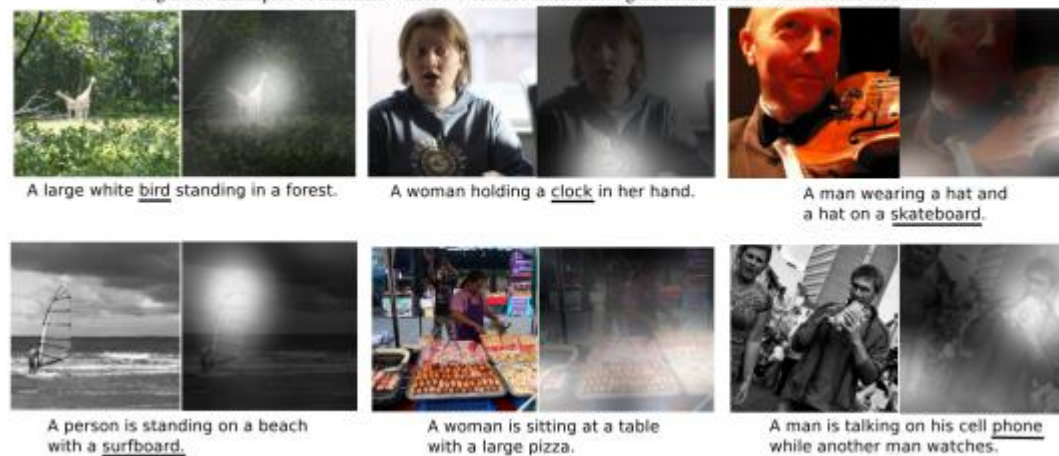 A large white bird standing in a forest.
A woman holding a clock in her hand.
A man wearing a hat and
a hat on a skateboard.
A person is standing on a beach
with a surfboard.
A woman is sitting at a table
with a large pizza.
A man is talking on his cell phone
while another man watches.